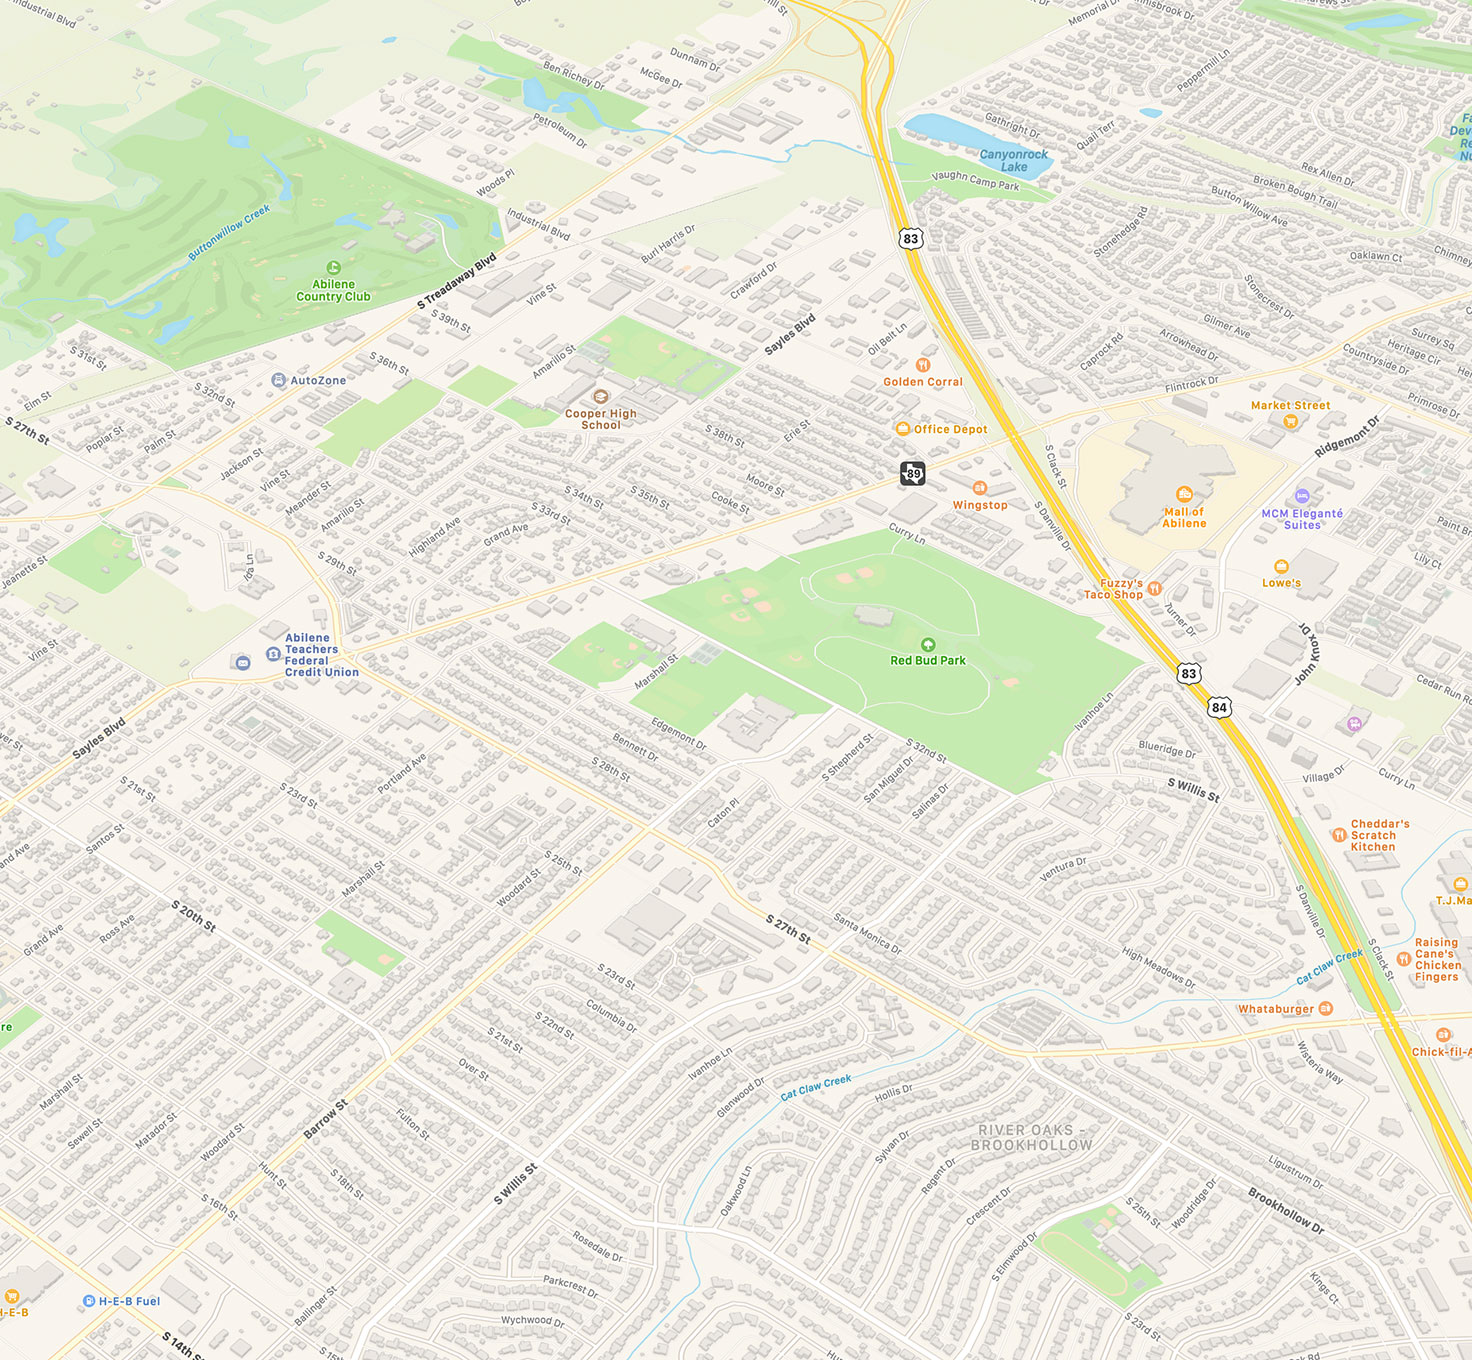 Industrial Blvd
Memorial Dr
Innisbrook Dr
Dunnam Dr
McGee Dr
Ben Richey Dr
Peppermill Ln
Petroleum Dr
Gathright Dr
Quail Terr
Canyonrock
Lake
Vaughn Camp Park
Rex Allen Dr
Broken Bough Trail
Button Willow Ave
Woods Pl
Industrial Blvd
Buttonwillow Creek
Burl Harris Dr
83
Stonehedge Rd
Oaklawn Ct
Chimney
Abilene
Country Club
S Treadaway Blvd
Vine St
Crawford Dr
Stonecrest Dr
S 39th St
Sayles Blvd
Oil Belt Ln
Gilmer Ave
Arrowhead Dr
Caprock Rd
Surrey Sq
Heritage Cir
Countryside Dr
S 31st St
S 36th St
Amarillo St
Golden Corral
Flintrock Dr
AutoZone
Elm St
S 32nd St
Cooper High
School
Market Street
Primrose Dr
S 27th St
Poplar St
Palm St
S 38th St
Erie St
Office Depot
Ridgemont Dr
Jackson St
Vine St
Meander St
Amarillo St
S 34th St
S 35th St
S 33rd St
Cooke St
Moore St
89
Wingstop
S Clack St
S Danville Dr
Mall of
Abilene
MCM Eleganté
Suites
Highland Ave
Grand Ave
Curry Ln
Jeanette St
Iva Ln
S 29th St
Lily Ct
Lowe's
Fuzzy's
Taco Shop
Turner Dr
John Knox Dr
Vine St
Abilene
Teachers
Federal
Credit Union
Marshall St
Red Bud Park
83
84
Cedar Run Rd
Sayles Blvd
Edgemont Dr
Bennett Dr
S 28th St
Ivanhoe Ln
Blueridge Dr
S 32nd St
S Shepherd St
San Miguel Dr
Salinas Dr
S Willis St
Village Dr
Curry Ln
Portland Ave
S 21st St
S 23rd St
Caton Pl
Santos St
Cheddar's
Scratch
Kitchen
Ventura Dr
Marshall St
S 25th St
Woodard St
S 20th St
Ross Ave
Grand Ave
S 27th St
Santa Monica Dr
S Danville Dr
S Clack St
High Meadows Dr
Cat Claw Creek
Raising
Cane's
Chicken
Fingers
S 23rd St
Columbia Dr
S 22nd St
S 21st St
Whataburger
Over St
Ivanhoe Ln
Glenwood Dr
Cat Claw Creek
Hollis Dr
Wisteria Way
Marshall St
Sewell St
Matador St
Woodard St
Barrow St
Fulton St
RIVER OAKS -
BROOKHOLLOW
Sylvan Dr
Regent Dr
Crescent Dr
Hunt St
S 18th St
S 16th St
S Willis St
Oakwood Ln
Ligustrum Dr
Brookhollow Dr
S 25th St
Woodridge Dr
Rosedale Dr
S Elmwood Dr
Parkcrest Dr
Kings Ct
H-E-B
H-E-B Fuel
Ballinger St
Wychwood Dr
S 23rd St
S 14th St